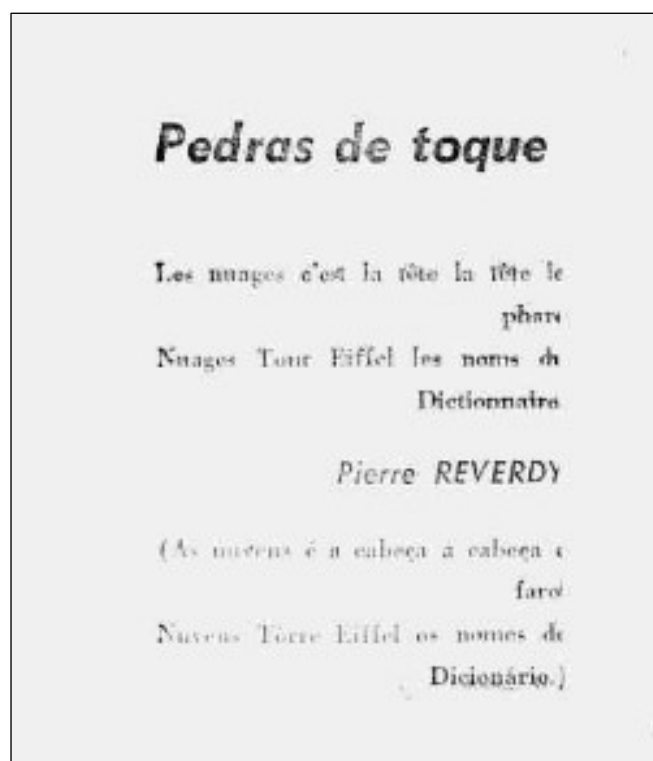 Pedras de toque
Les nuages c'est la tête la tête le
phare
Nuages Tour Eiffel les noms du
Dictionnaire
Pierre REVERDY
(As nuvens é a cabeça a cabeça o
farol
Nuvens Tôrre Eiffel os nomes do
Dicionário.)